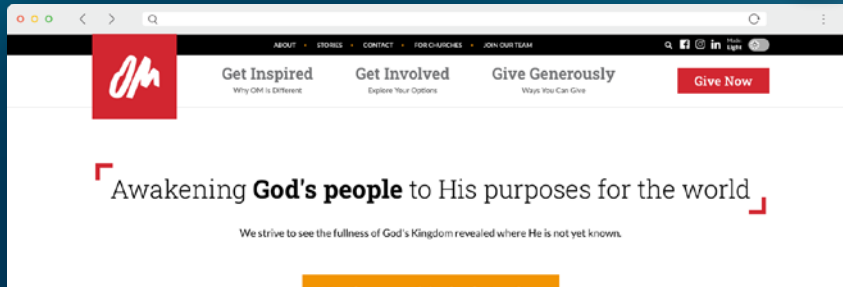 ABOUT • STORIES • CONTACT • FOR CHURCHES • JOIN OUR TEAM
in Mode Light
OM
Get Inspired
Why OM is Different
Get Involved
Explore Your Options
Give Generously
Ways You Can Give
Give Now
Awakening God's people to His purposes for the world
We strive to see the fullness of God's Kingdom revealed where He is not yet known.